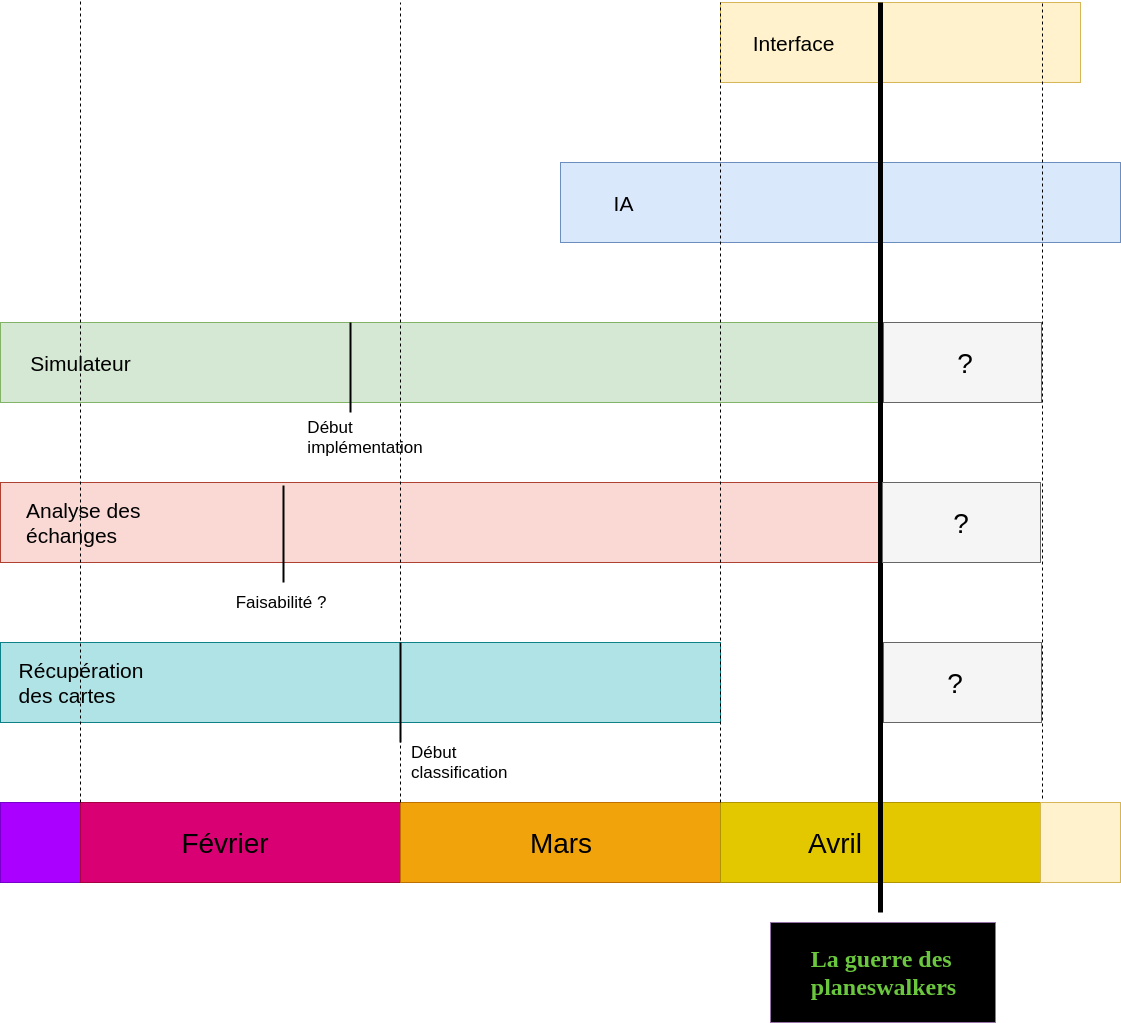 Interface
IA
Simulateur
?
Début
implémentation
Analyse des
échanges
?
Faisabilité ?
Récupération
des cartes
?
Début
classification
Février
Mars
Avril
La guerre des
planeswalkers